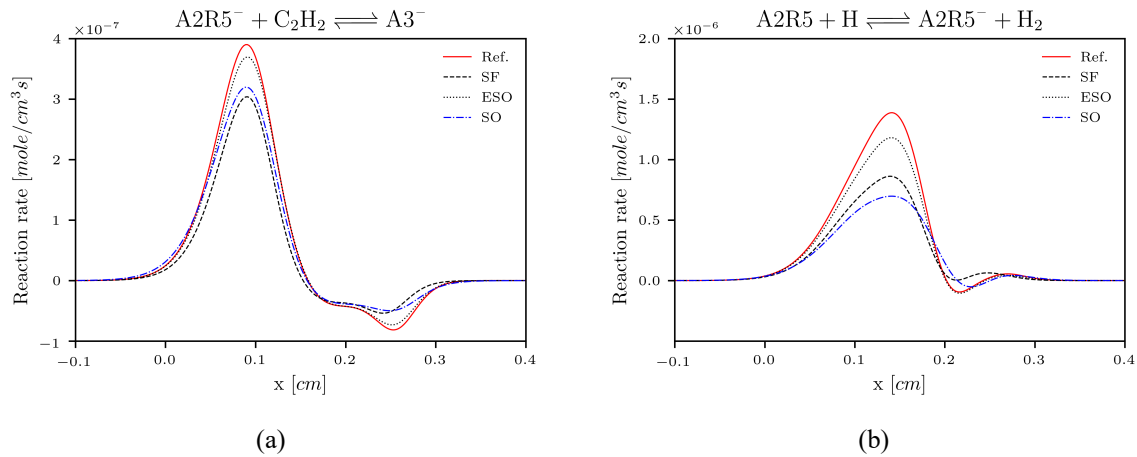 A2R5⁻ + C₂H₂ ⇌ A3⁻
×10⁻⁷
4
3
2
1
0
−1
Reaction rate [mole/cm³s]
Ref.
SF
ESO
SO
−0.1 0.0 0.1 0.2 0.3 0.4
x [cm]
(a)
A2R5 + H ⇌ A2R5⁻ + H₂
×10⁻⁶
2.0
1.5
1.0
0.5
0.0
Reaction rate [mole/cm³s]
Ref.
SF
ESO
SO
−0.1 0.0 0.1 0.2 0.3 0.4
x [cm]
(b)